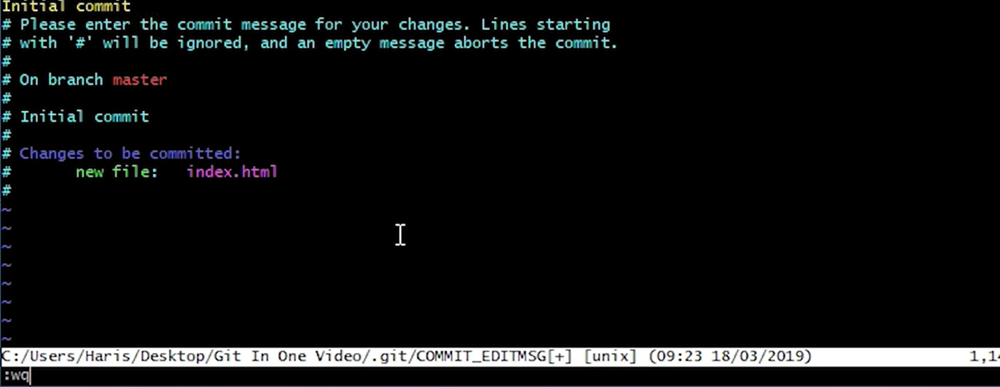 Initial commit
# Please enter the commit message for your changes. Lines starting
# with '#' will be ignored, and an empty message aborts the commit.
#
# On branch master
#
# Initial commit
#
# Changes to be committed:
#       new file:   index.html
#
~
~
~
~
~
~
~
~
C:/Users/Haris/Desktop/Git In One Video/.git/COMMIT_EDITMSG[+] [unix] (09:23 18/03/2019) 1,14
:wq